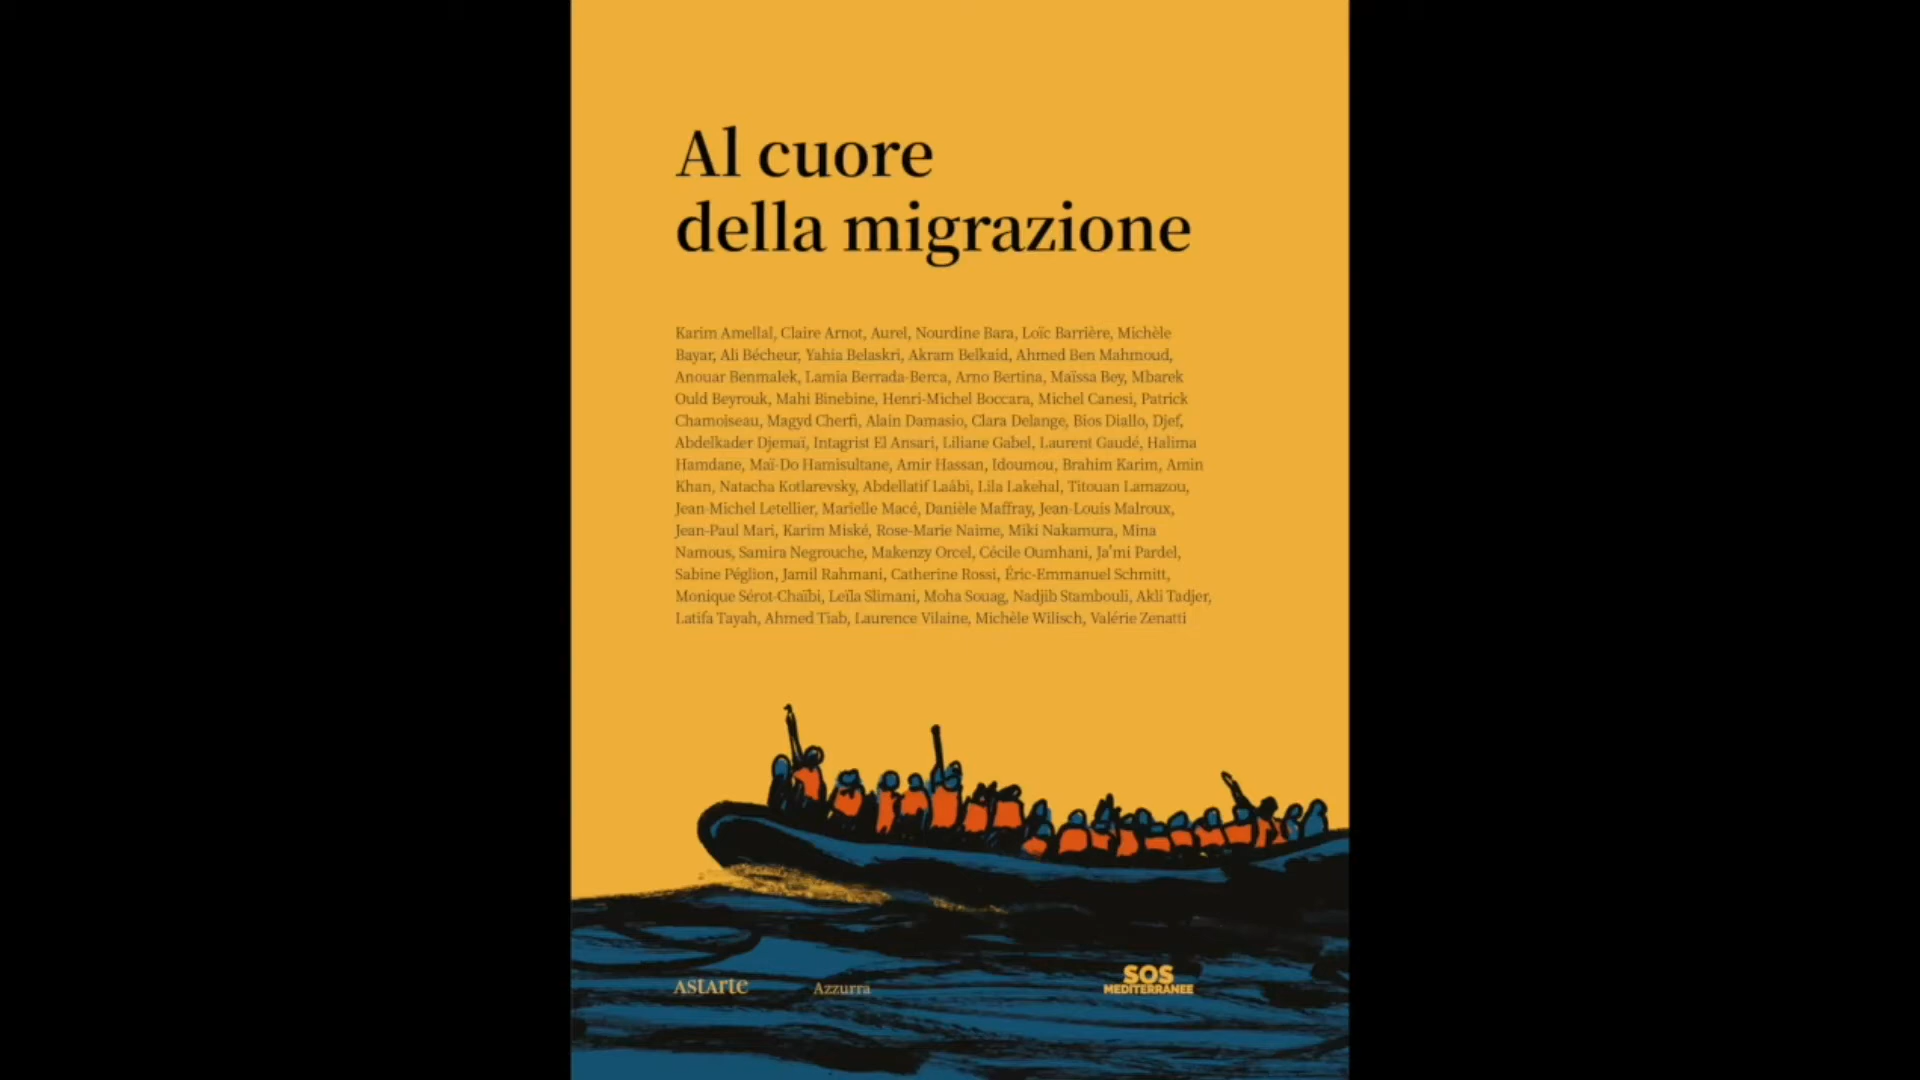 Al cuore
della migrazione
Karim Amellal, Claire Arnot, Aurel, Nourdine Bara, Loïc Barrière, Michèle
Bayar, Ali Bécheur, Yahia Belaskri, Akram Belkaid, Ahmed Ben Mahmoud,
Anouar Benmalek, Lamia Berrada-Berca, Arno Bertina, Maïssa Bey, Mbarek
Ould Beyrouk, Mahi Binebine, Henri-Michel Boccara, Michel Canesi, Patrick
Chamoiseau, Magyd Cherfi, Alain Damasio, Clara Delange, Bios Diallo, Djef,
Abdelkader Djemaï, Intagrist El Ansari, Liliane Gabel, Laurent Gaudé, Halima
Hamdane, Maï-Do Hamisultane, Amir Hassan, Idoumou, Brahim Karim, Amin
Khan, Natacha Kotlarevsky, Abdellatif Laâbi, Lila Lakehal, Titouan Lamazou,
Jean-Michel Letellier, Marielle Macé, Danièle Maffray, Jean-Louis Malroux,
Jean-Paul Mari, Karim Miské, Rose-Marie Naime, Miki Nakamura, Mina
Namous, Samira Negrouche, Makenzy Orcel, Cécile Oumhani, Ja'mi Pardel,
Sabine Péglion, Jamil Rahmani, Catherine Rossi, Éric-Emmanuel Schmitt,
Monique Sérot-Chaïbi, Leïla Slimani, Moha Souag, Nadjib Stambouli, Akli Tadjer,
Latifa Tayah, Ahmed Tiab, Laurence Vilaine, Michèle Wilisch, Valérie Zenatti
Astarte
Azzurra
SOS
MEDITERRANEE